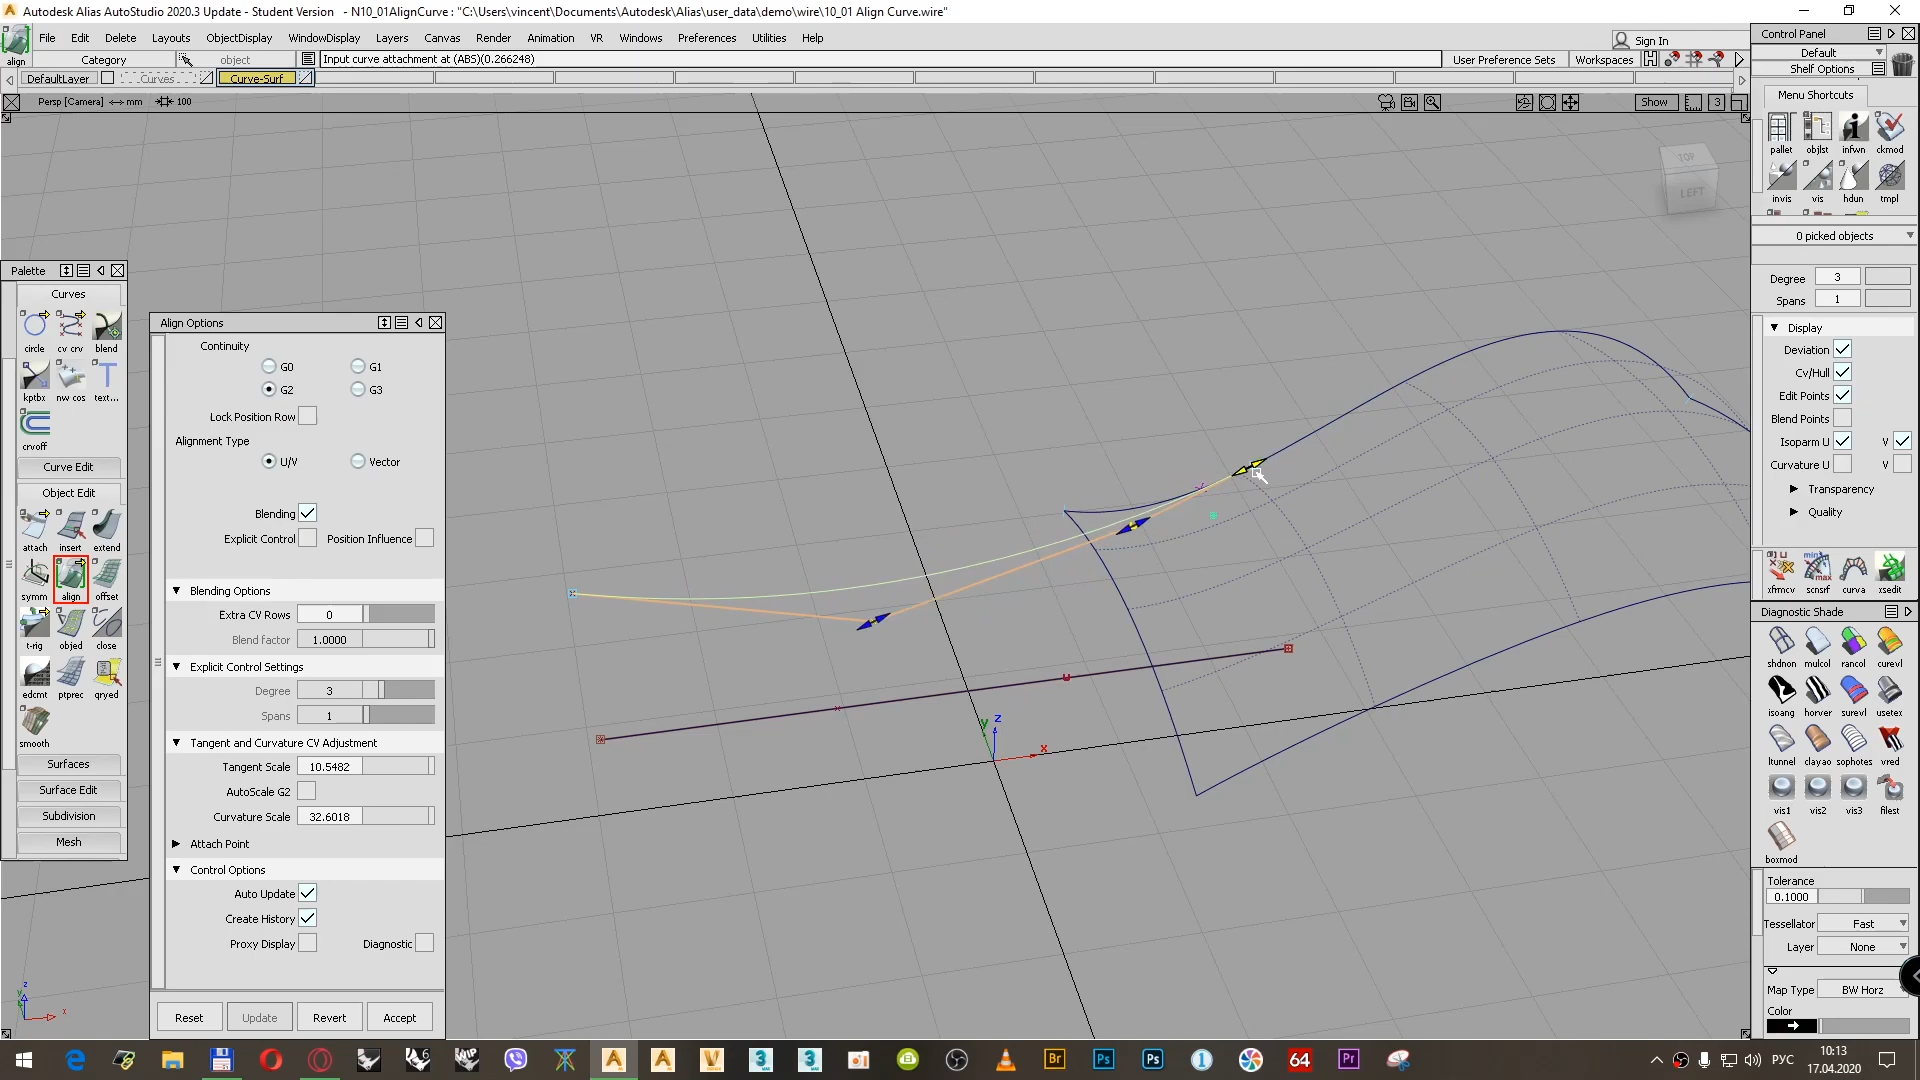 Autodesk Alias AutoStudio 2020.3 Update - Student Version - N10_01AlignCurve : "C:\Users\vincent\Documents\Autodesk\Alias\user_data\demo\wire\10_01 Align Curve.wire"
File Edit Delete Layouts ObjectDisplay WindowDisplay Layers Canvas Render Animation VR Windows Preferences Utilities Help
Sign In
align Category object Input curve attachment at (ABS)(0.266248) User Preference Sets Workspaces
DefaultLayer Curves Curve-Surf
Persp [Camera] mm 100 Show 3
Control Panel
Default
Shelf Options
Menu Shortcuts
pallet objlst infwn ckmod
invis vis hdun tmpl
0 picked objects
Degree 3
Spans 1
Display
Deviation
Cv/Hull
Edit Points
Blend Points
Isoparm U V
Curvature U V
Transparency
Quality
xfrmcv scnsrf curva xsedit
Diagnostic Shade
shdnon mulcol rancol curevl
isoang horver surevl usetex
ltunnel clayao sophotes vred
vis1 vis2 vis3 filest
boxmod
Tolerance
0.1000
Tessellator Fast
Layer None
Map Type BW Horz
Color
TOP
LEFT
Palette
Curves
circle cv crv blend
kptbx nw cos text...
crvoff
Curve Edit
Object Edit
attach insert extend
symm align offset
t-rig objed close
edcmt ptprec qryed
smooth
Surfaces
Surface Edit
Subdivision
Mesh
Align Options
Continuity
G0 G1
G2 G3
Lock Position Row
Alignment Type
U/V Vector
Blending
Explicit Control Position Influence
Blending Options
Extra CV Rows 0
Blend factor 1.0000
Explicit Control Settings
Degree 3
Spans 1
Tangent and Curvature CV Adjustment
Tangent Scale 10.5482
AutoScale G2
Curvature Scale 32.6018
Attach Point
Control Options
Auto Update
Create History
Proxy Display Diagnostic
Reset Update Revert Accept
y z x
u
z y x
6 Br Ps Ps 64 Pr
РУС
10:13
17.04.2020